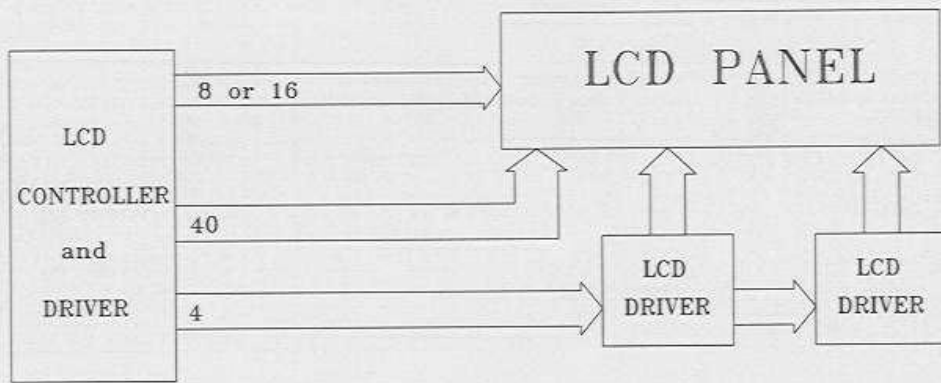 LCD PANEL
8 or 16
LCD
CONTROLLER
and
DRIVER
40
4
LCD
DRIVER
LCD
DRIVER